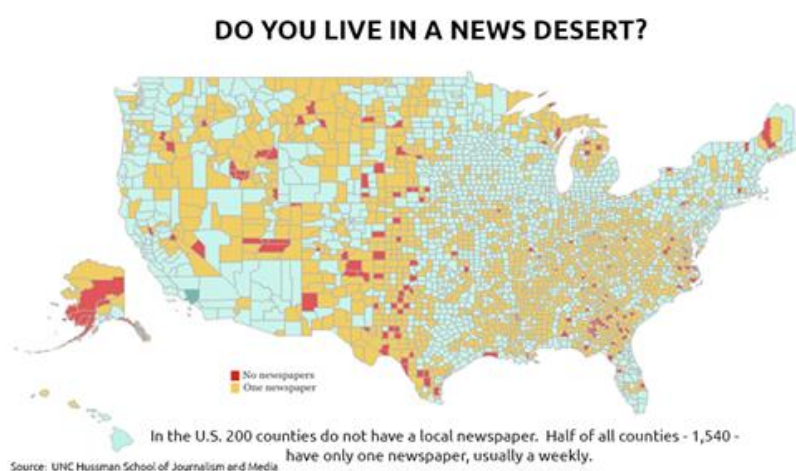 DO YOU LIVE IN A NEWS DESERT?
No newspapers
One newspaper
In the U.S. 200 counties do not have a local newspaper. Half of all counties - 1,540 -
have only one newspaper, usually a weekly.
Source: UNC Hussman School of Journalism and Media